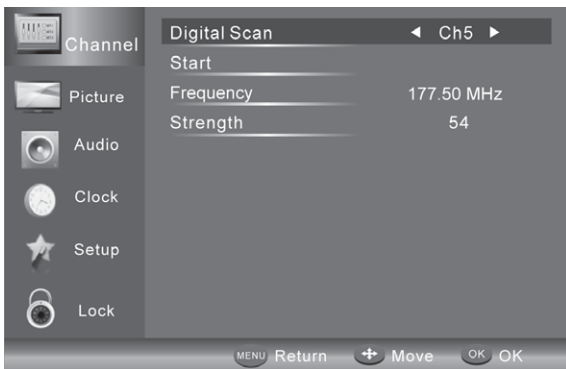 Channel
Picture
Audio
Clock
Setup
Lock
Digital Scan Ch5
Start
Frequency 177.50 MHz
Strength 54
MENU Return Move OK OK